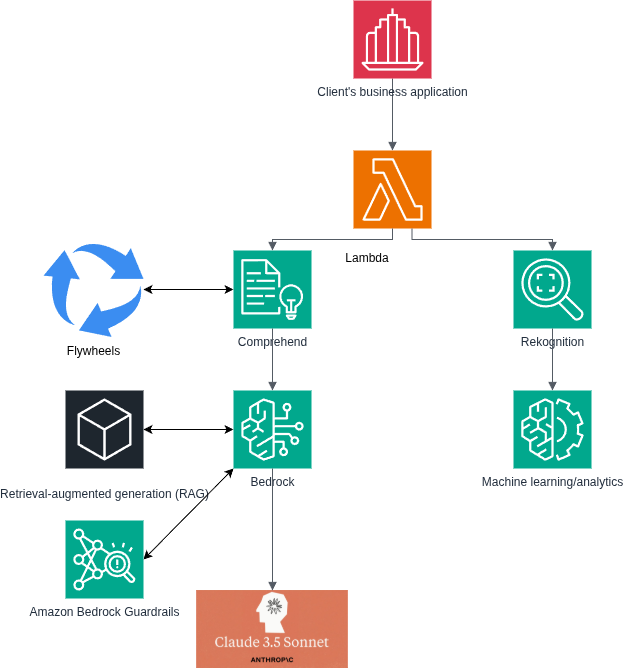 Client's business application
Lambda
Flywheels
Comprehend
Rekognition
Retrieval-augmented generation (RAG)
Bedrock
Machine learning/analytics
Amazon Bedrock Guardrails
Claude 3.5 Sonnet
ANTHROP\C